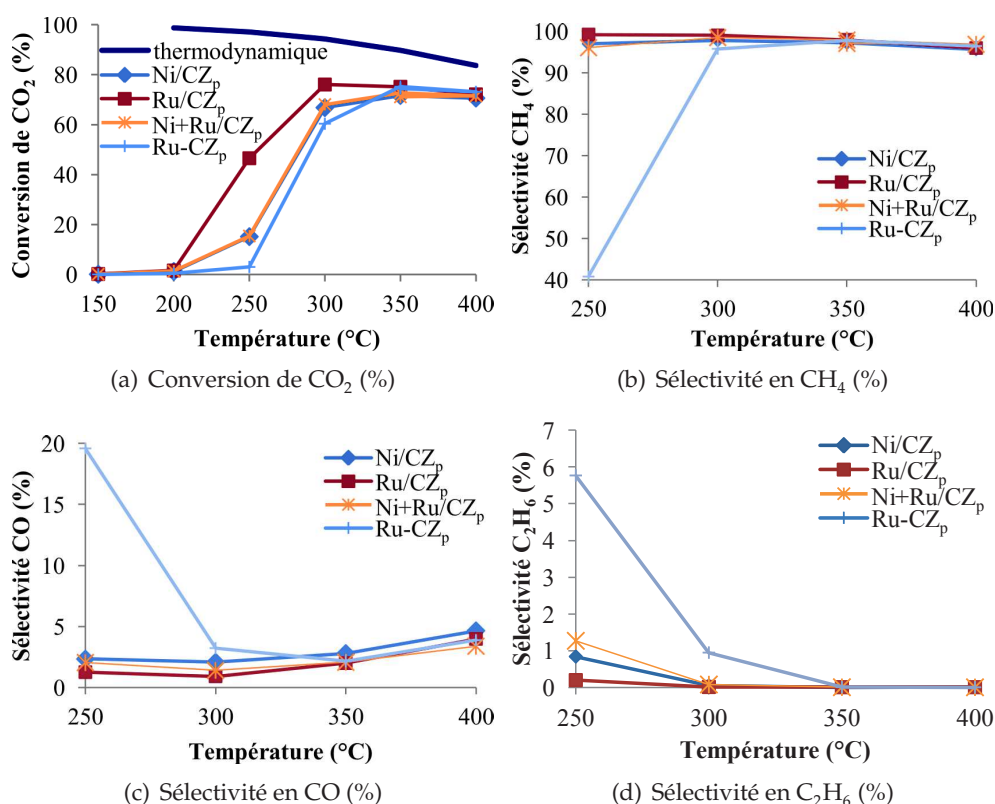 100
80
60
40
20
0
Conversion de CO₂ (%)
thermodynamique
Ni/CZₚ
Ru/CZₚ
Ni+Ru/CZₚ
Ru-CZₚ
150 200 250 300 350 400
Température (°C)
(a) Conversion de CO₂ (%)
100
90
80
70
60
50
40
Sélectivité CH₄ (%)
Ni/CZₚ
Ru/CZₚ
Ni+Ru/CZₚ
Ru-CZₚ
250 300 350 400
Température (°C)
(b) Sélectivité en CH₄ (%)
20
15
10
5
0
Sélectivité CO (%)
Ni/CZₚ
Ru/CZₚ
Ni+Ru/CZₚ
Ru-CZₚ
250 300 350 400
Température (°C)
(c) Sélectivité en CO (%)
7
6
5
4
3
2
1
0
Sélectivité C₂H₆ (%)
Ni/CZₚ
Ru/CZₚ
Ni+Ru/CZₚ
Ru-CZₚ
250 300 350 400
Température (°C)
(d) Sélectivité en C₂H₆ (%)